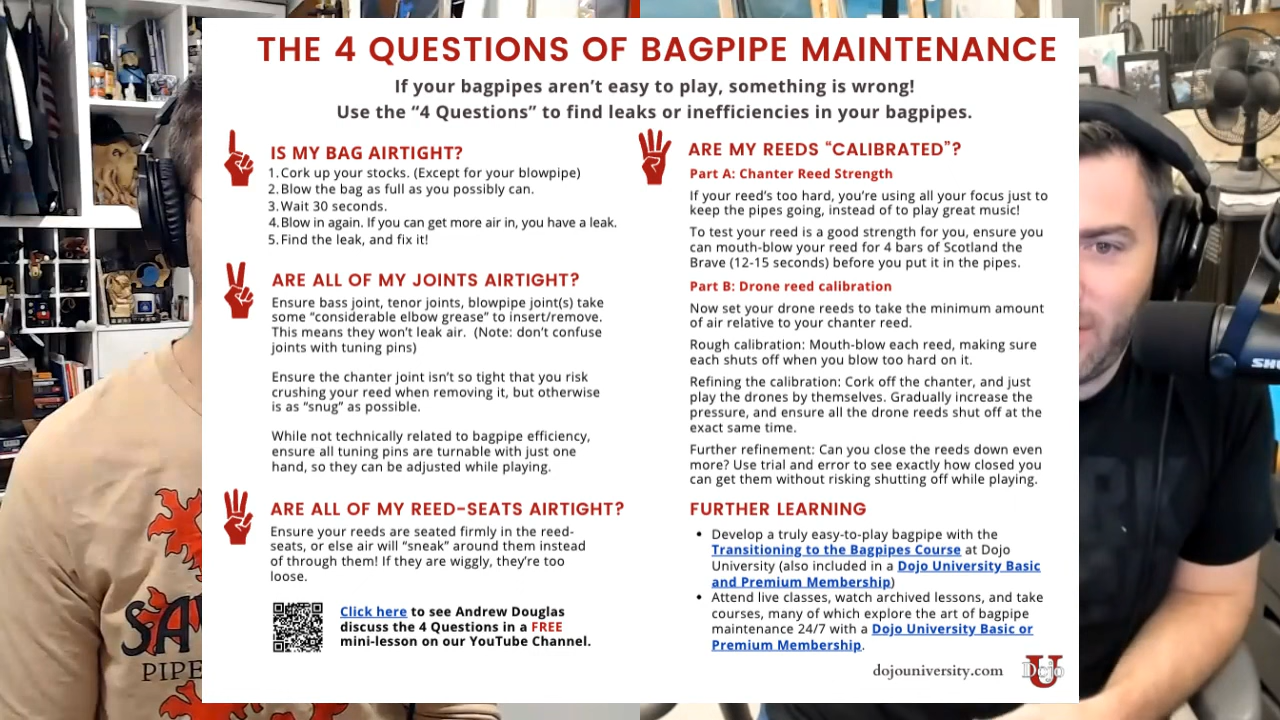 THE 4 QUESTIONS OF BAGPIPE MAINTENANCE
If your bagpipes aren't easy to play, something is wrong!
Use the “4 Questions” to find leaks or inefficiencies in your bagpipes.
IS MY BAG AIRTIGHT?
1. Cork up your stocks. (Except for your blowpipe)
2. Blow the bag as full as you possibly can.
3. Wait 30 seconds.
4. Blow in again. If you can get more air in, you have a leak.
5. Find the leak, and fix it!
ARE ALL OF MY JOINTS AIRTIGHT?
Ensure bass joint, tenor joints, blowpipe joint(s) take
some “considerable elbow grease” to insert/remove.
This means they won't leak air. (Note: don't confuse
joints with tuning pins)
Ensure the chanter joint isn't so tight that you risk
crushing your reed when removing it, but otherwise
is as “snug” as possible.
While not technically related to bagpipe efficiency,
ensure all tuning pins are turnable with just one
hand, so they can be adjusted while playing.
ARE ALL OF MY REED-SEATS AIRTIGHT?
Ensure your reeds are seated firmly in the reed-
seats, or else air will “sneak” around them instead
of through them! If they are wiggly, they're too
loose.
Click here to see Andrew Douglas
discuss the 4 Questions in a FREE
mini-lesson on our YouTube Channel.
ARE MY REEDS “CALIBRATED”?
Part A: Chanter Reed Strength
If your reed's too hard, you're using all your focus just to
keep the pipes going, instead of to play great music!
To test your reed is a good strength for you, ensure you
can mouth-blow your reed for 4 bars of Scotland the
Brave (12-15 seconds) before you put it in the pipes.
Part B: Drone reed calibration
Now set your drone reeds to take the minimum amount
of air relative to your chanter reed.
Rough calibration: Mouth-blow each reed, making sure
each shuts off when you blow too hard on it.
Refining the calibration: Cork off the chanter, and just
play the drones by themselves. Gradually increase the
pressure, and ensure all the drone reeds shut off at the
exact same time.
Further refinement: Can you close the reeds down even
more? Use trial and error to see exactly how closed you
can get them without risking shutting off while playing.
FURTHER LEARNING
• Develop a truly easy-to-play bagpipe with the
Transitioning to the Bagpipes Course at Dojo
University (also included in a Dojo University Basic
and Premium Membership)
• Attend live classes, watch archived lessons, and take
courses, many of which explore the art of bagpipe
maintenance 24/7 with a Dojo University Basic or
Premium Membership.
dojouniversity.com
U
Dojo
SA
PIPE
SHU